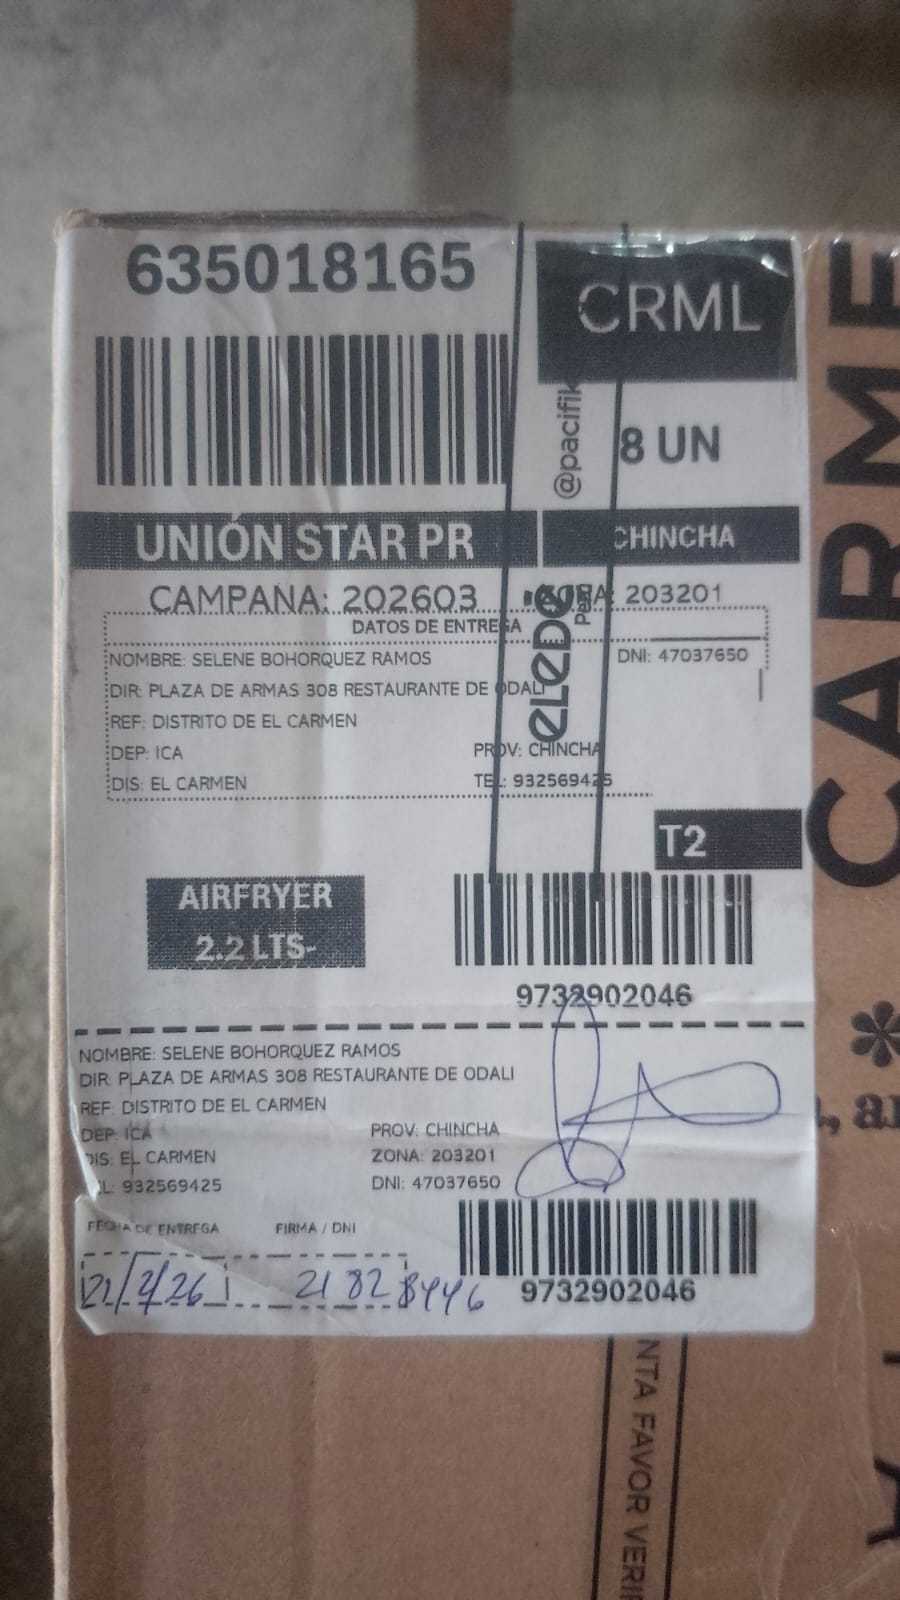 635018165
CRML
@pacifik
8 UN
UNIÓN STAR PR
CHINCHA
CAMPANA: 202603
ZONA: 203201
DATOS DE ENTREGA
NOMBRE: SELENE BOHORQUEZ RAMOS
DNI: 47037650
DIR: PLAZA DE ARMAS 308 RESTAURANTE DE ODALI
REF: DISTRITO DE EL CARMEN
DEP: ICA
PROV: CHINCHA
DIS: EL CARMEN
TEL: 932569425
T2
AIRFRYER
2.2 LTS-
9732902046
NOMBRE: SELENE BOHORQUEZ RAMOS
DIR: PLAZA DE ARMAS 308 RESTAURANTE DE ODALI
REF: DISTRITO DE EL CARMEN
DEP: ICA
PROV: CHINCHA
DIS: EL CARMEN
ZONA: 203201
TEL: 932569425
DNI: 47037650
FECHA DE ENTREGA
FIRMA / DNI
21/2/26
21828446
9732902046
CARME
NTA FAVOR VERI